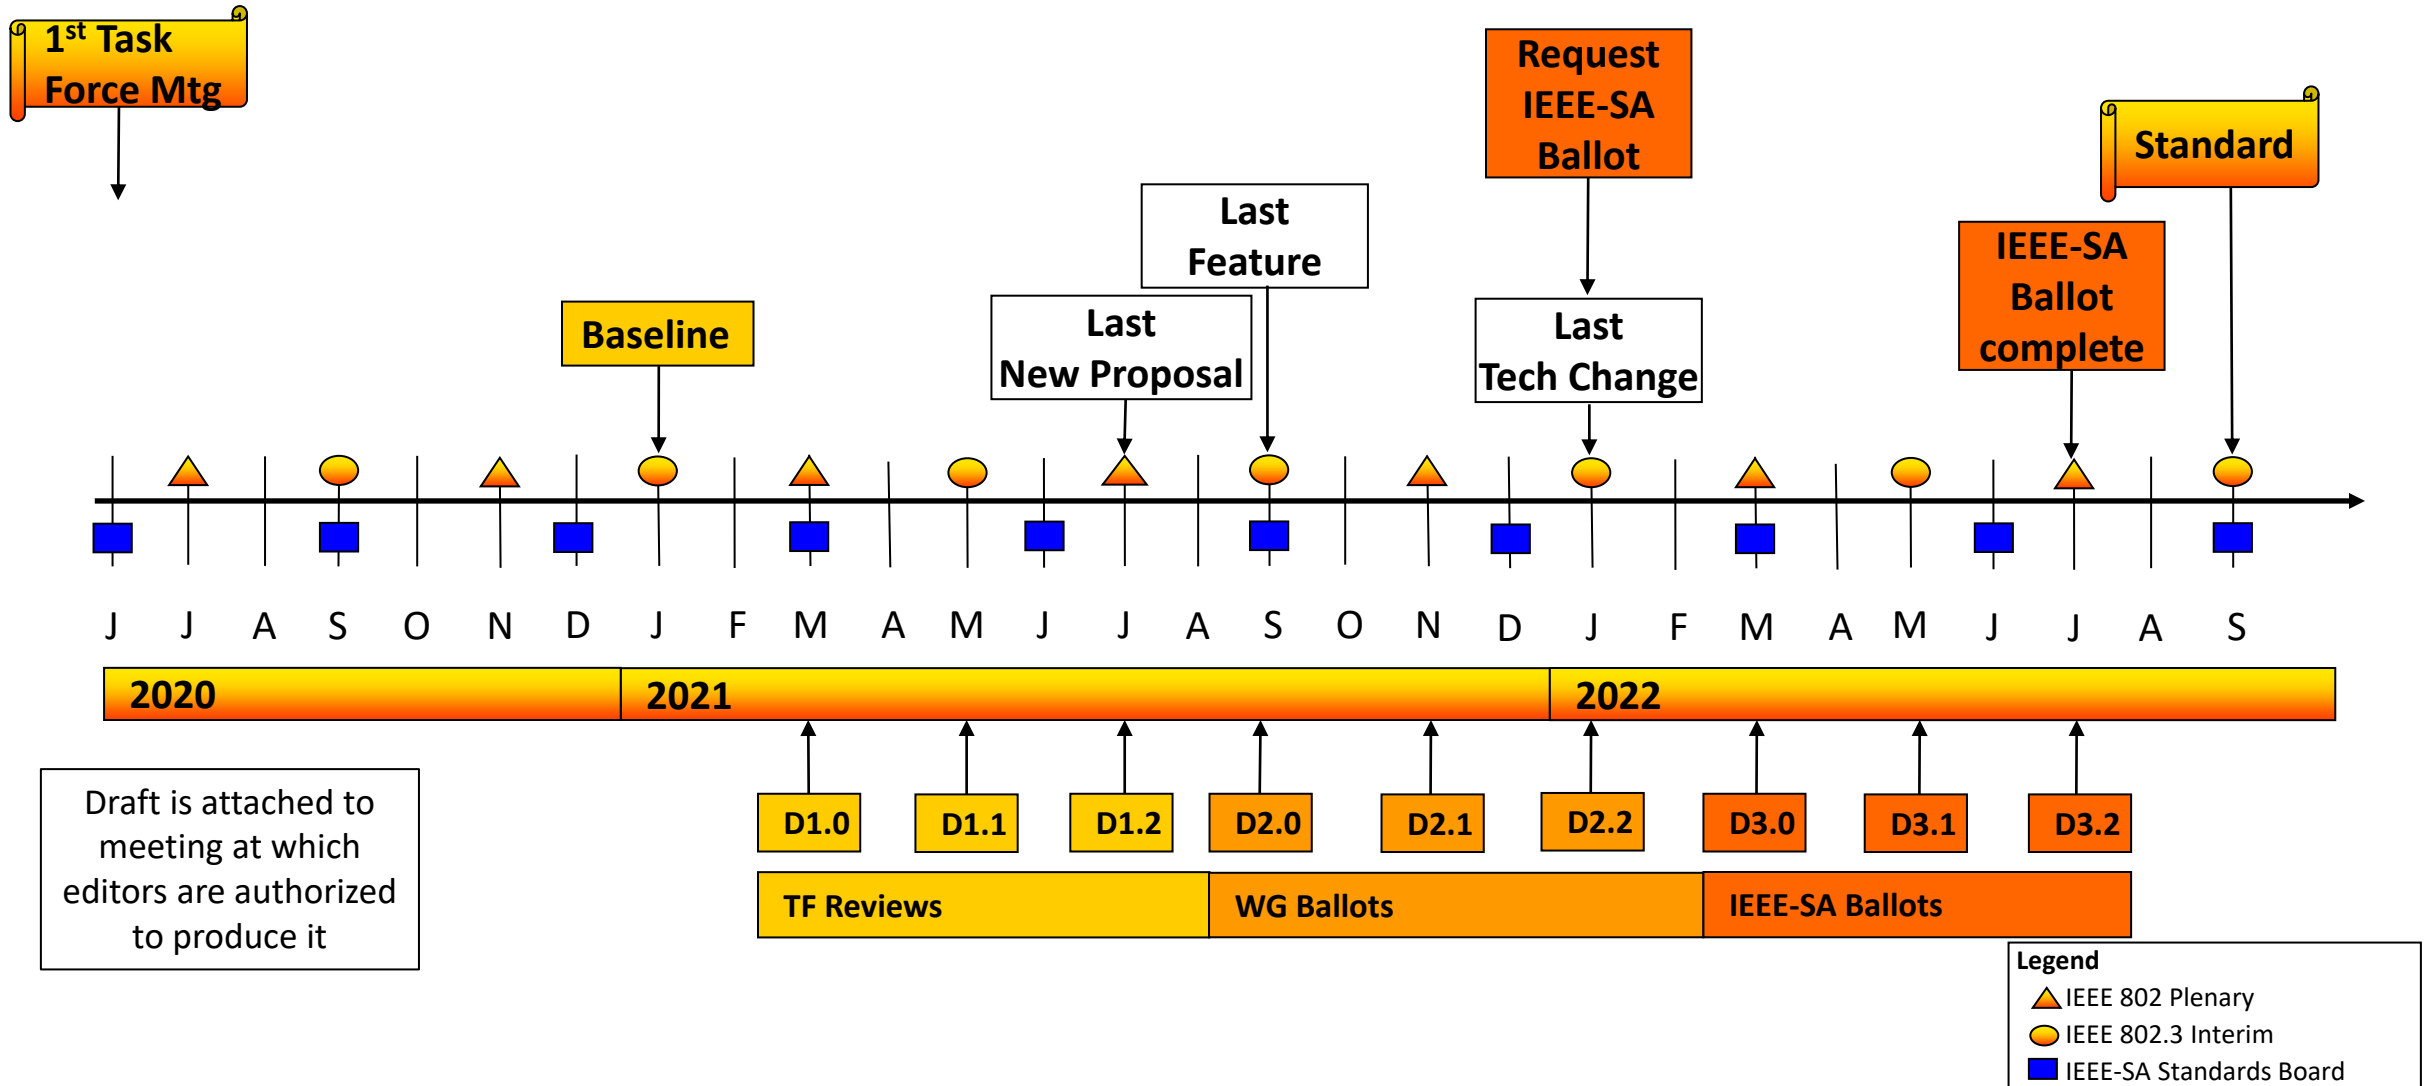 1st Task
Force Mtg
Request
IEEE-SA
Ballot
Standard
Last
Feature
IEEE-SA
Ballot
complete
Baseline
Last
New Proposal
Last
Tech Change
J J A S O N D J F M A M J J A S O N D J F M A M J J A S
2020 2021 2022
D1.0 D1.1 D1.2 D2.0 D2.1 D2.2 D3.0 D3.1 D3.2
Draft is attached to
meeting at which
editors are authorized
to produce it
TF Reviews WG Ballots IEEE-SA Ballots
Legend
IEEE 802 Plenary
IEEE 802.3 Interim
IEEE-SA Standards Board